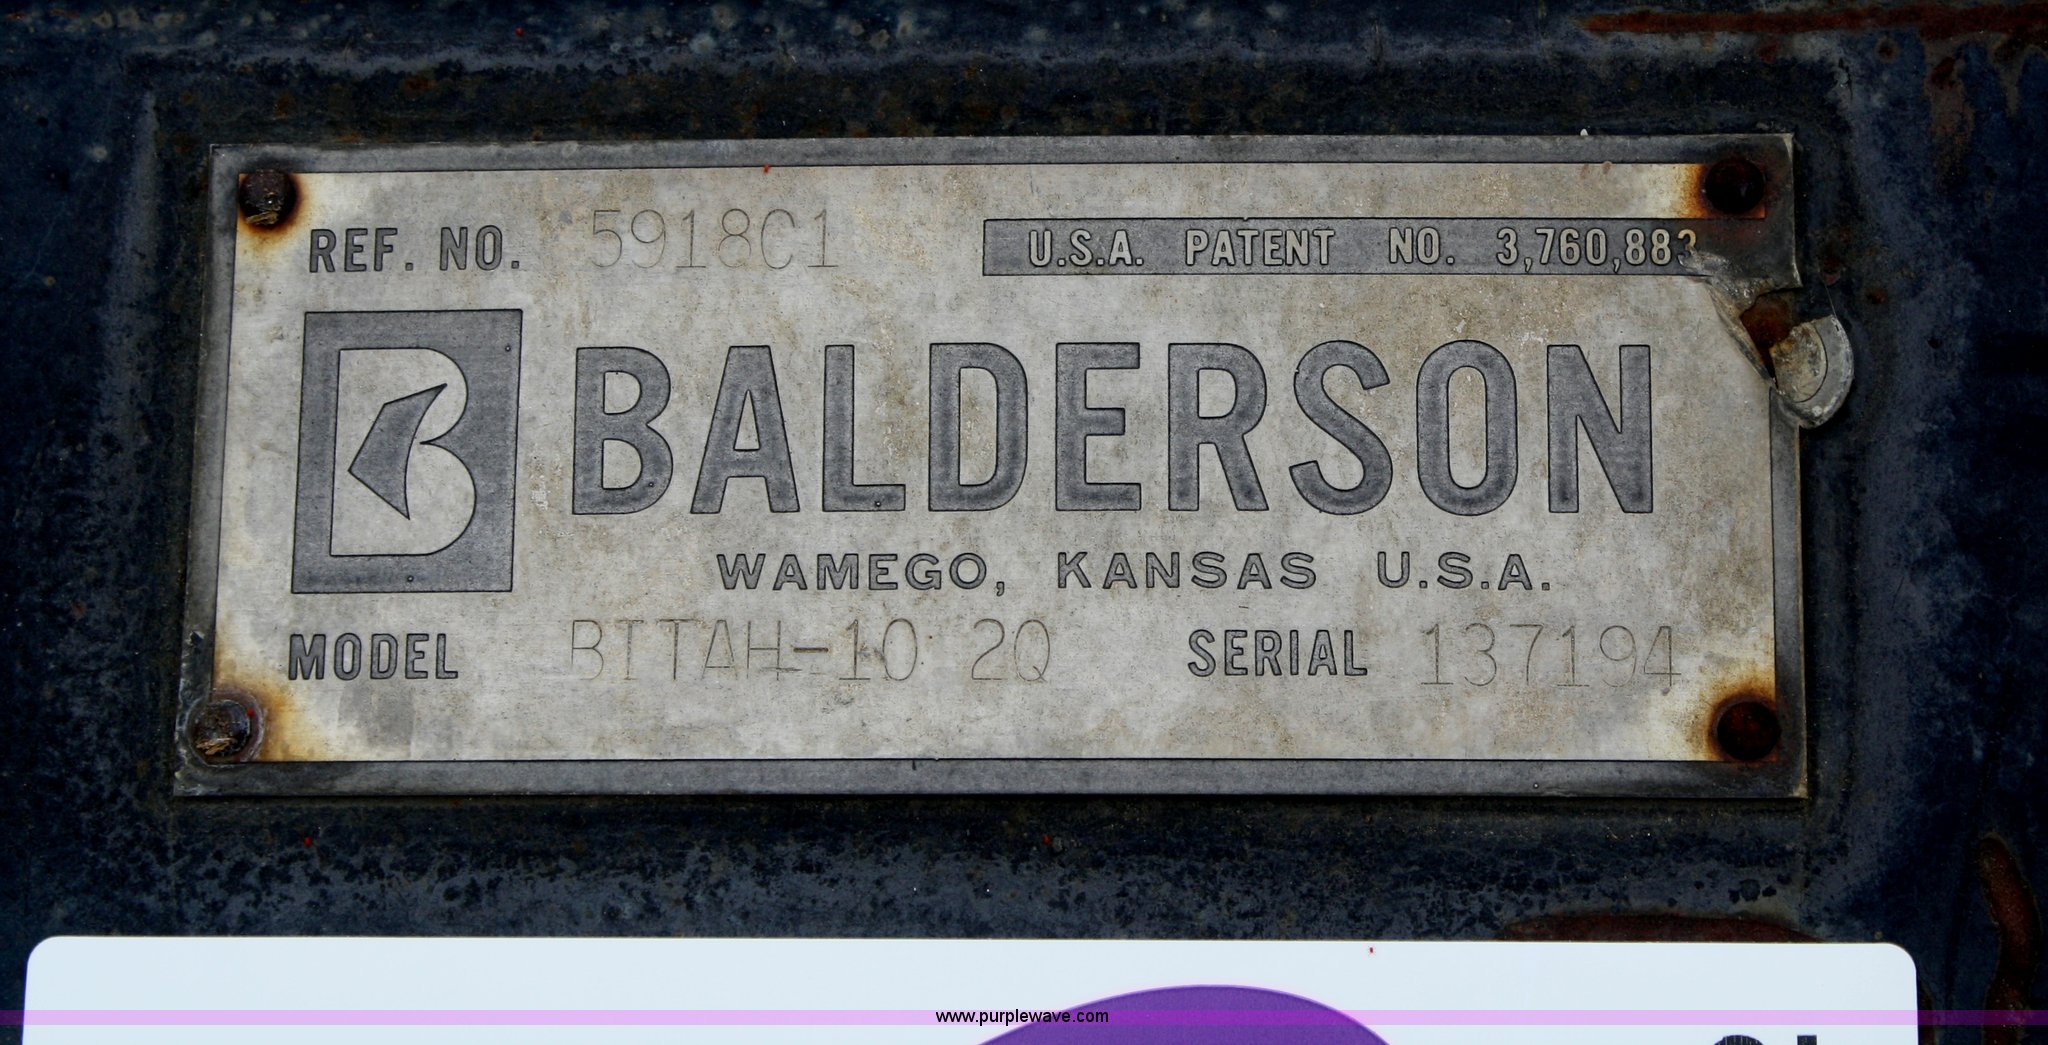 REF. NO. 5918C1
U.S.A. PATENT NO. 3,760,883
BALDERSON
WAMEGO, KANSAS U.S.A.
MODEL BTTAH-10 2Q
SERIAL 137194
www.purplewave.com